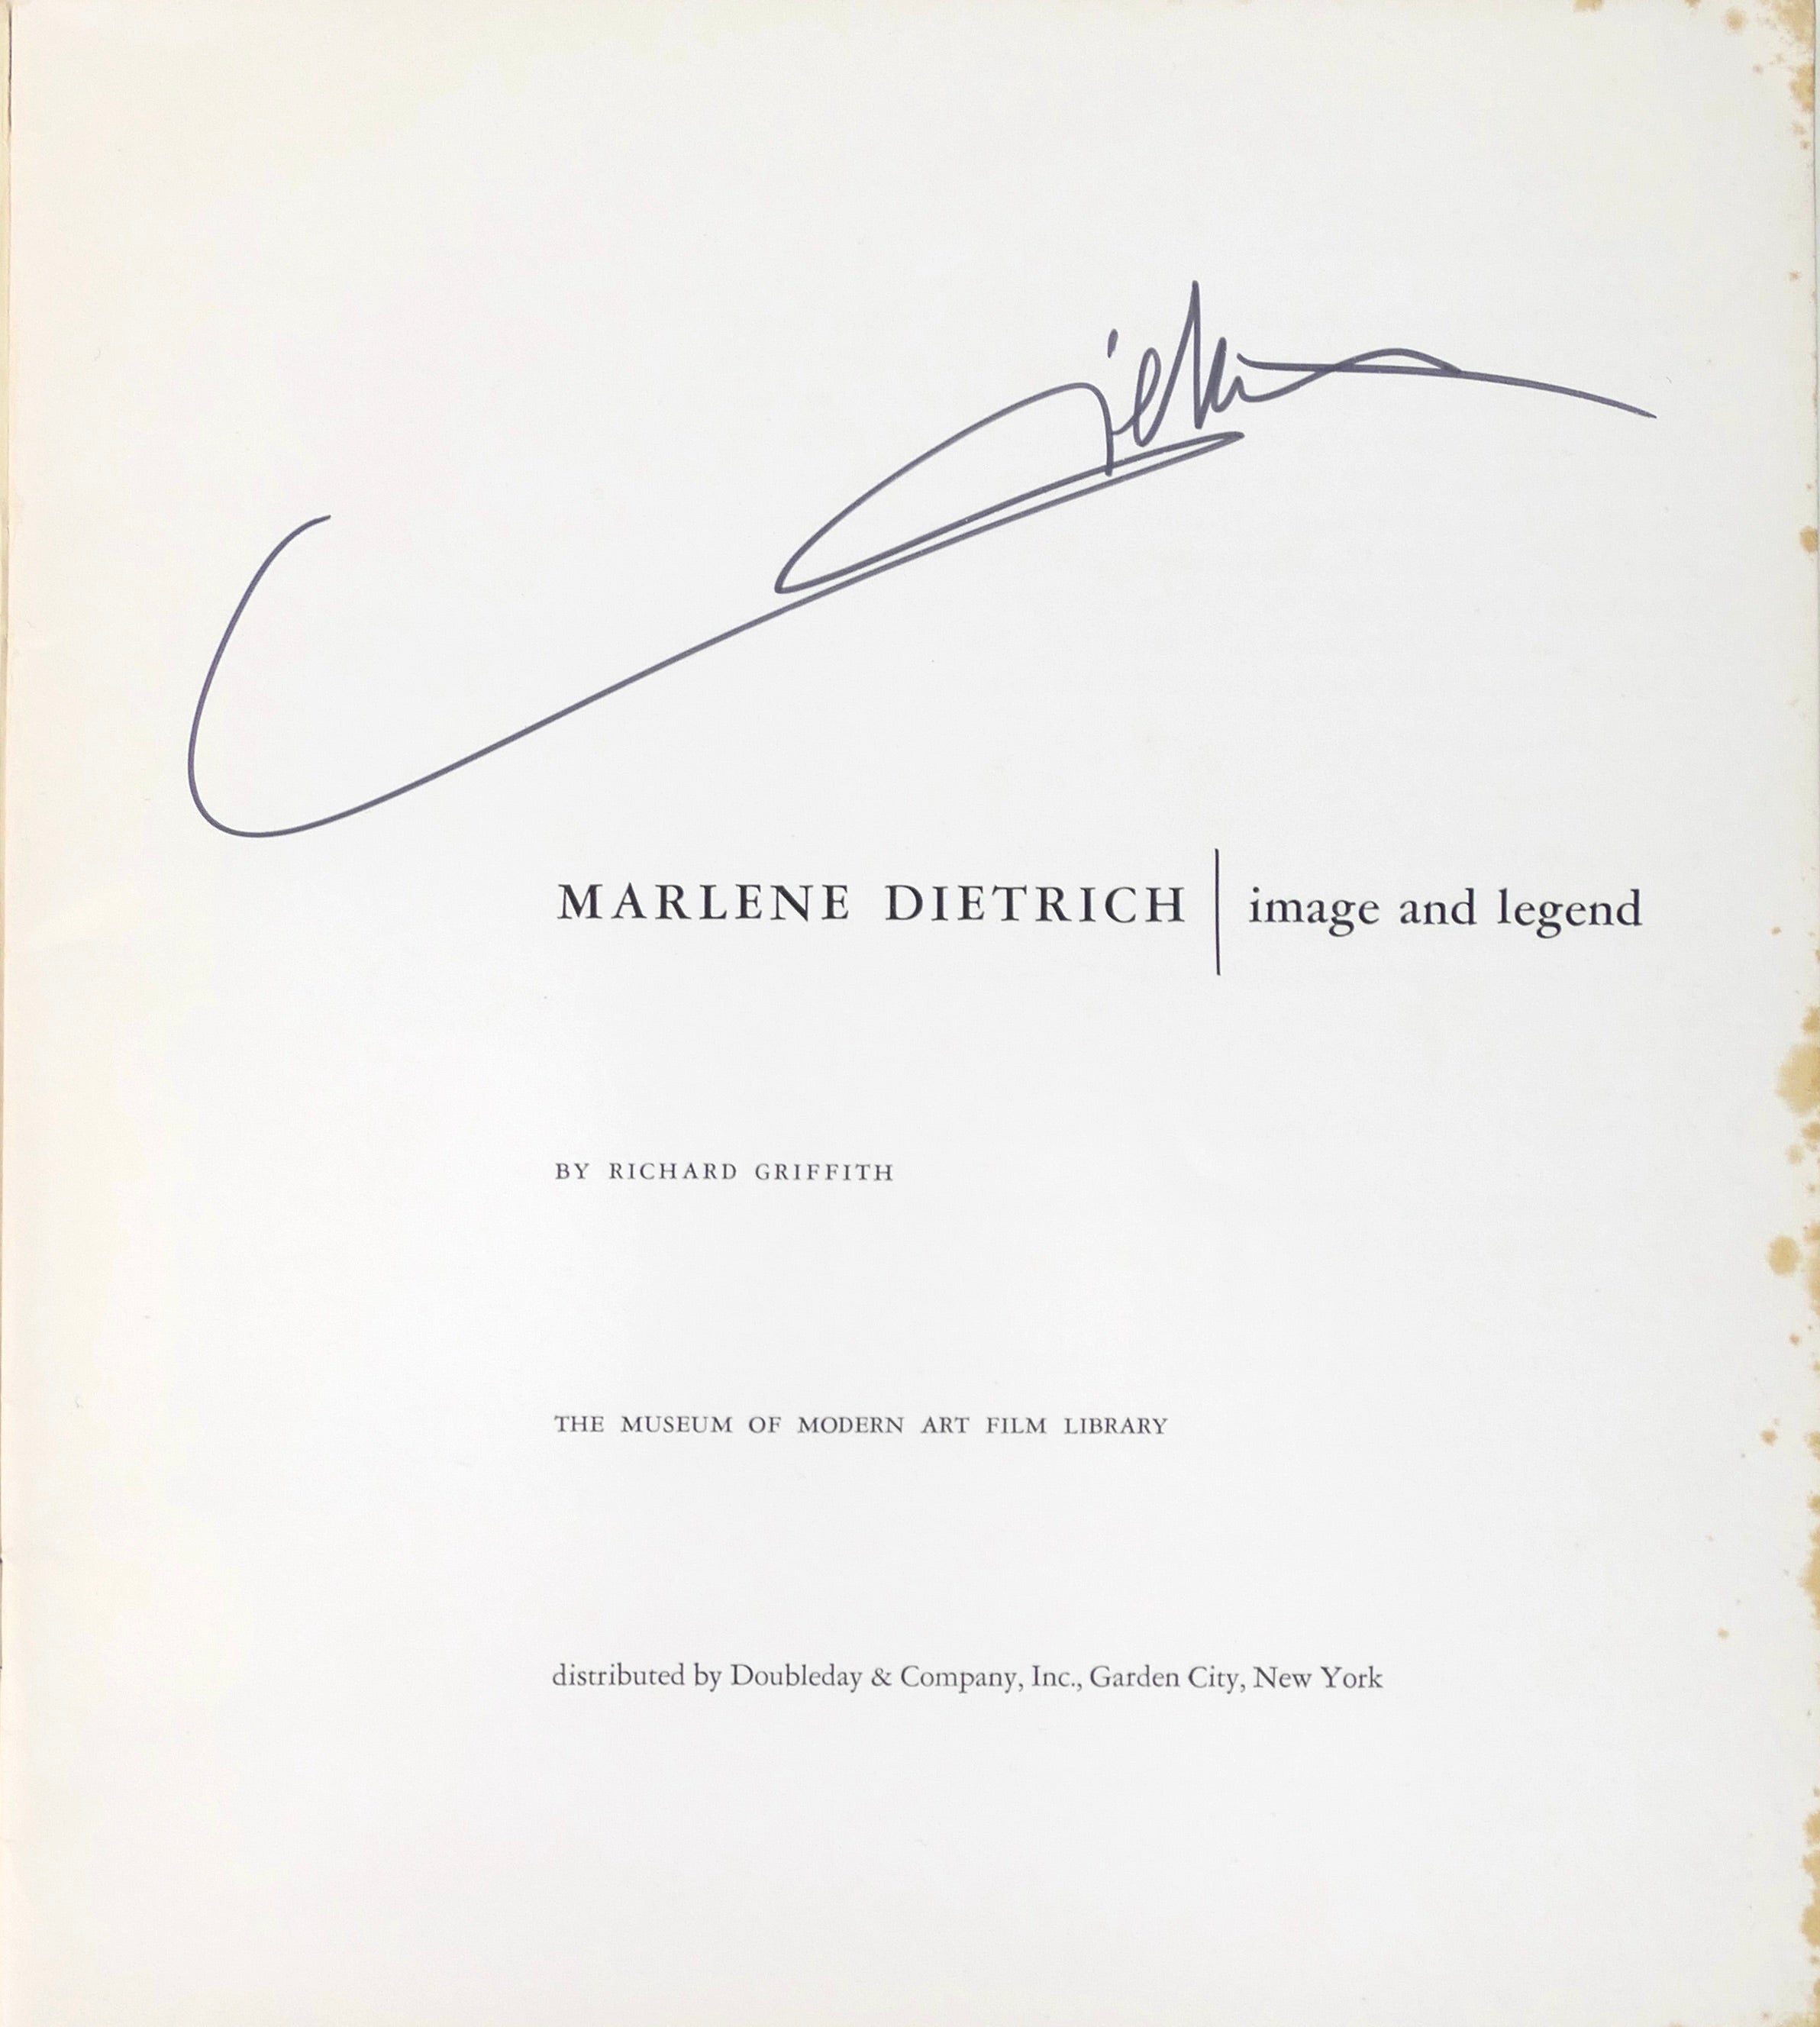 MARLENE DIETRICH | image and legend
BY RICHARD GRIFFITH
THE MUSEUM OF MODERN ART FILM LIBRARY
distributed by Doubleday & Company, Inc., Garden City, New York